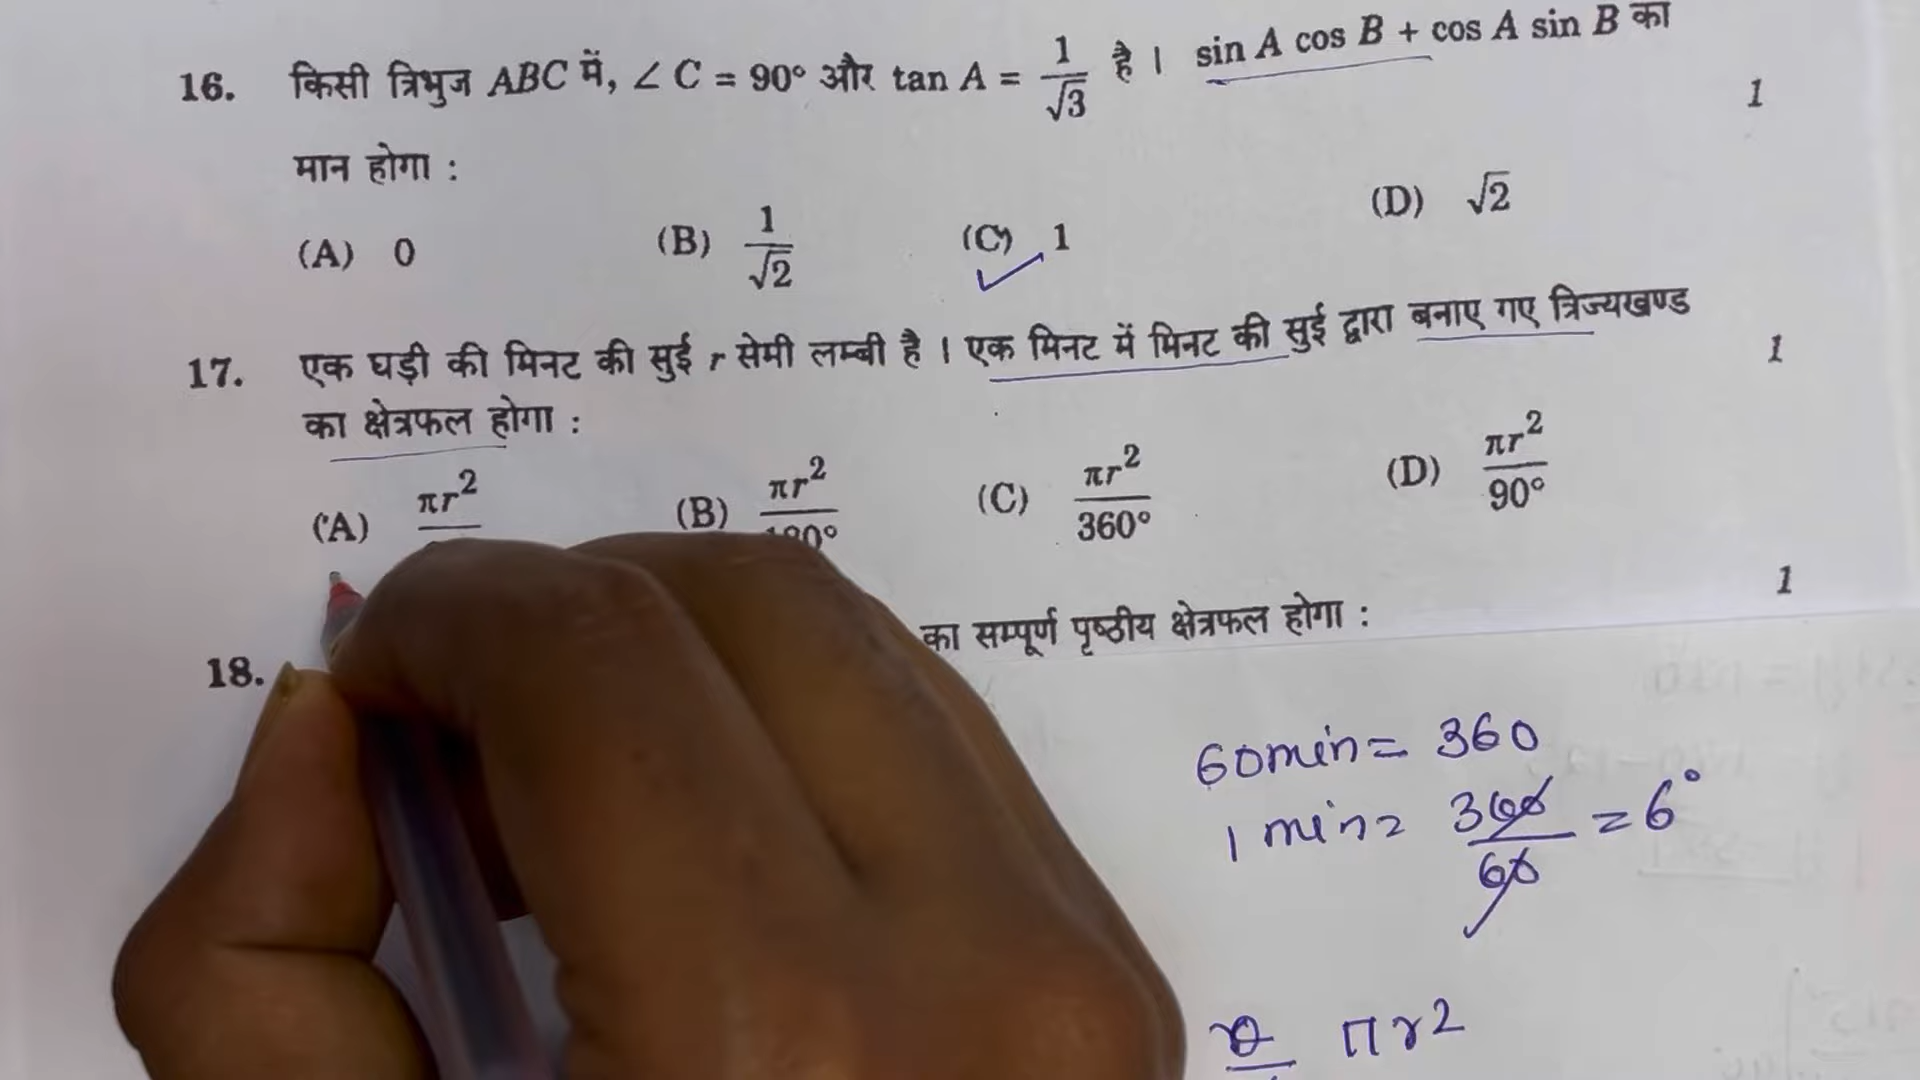 16. किसी त्रिभुज ABC में, ∠ C = 90° और tan A = 1/√3 है । sin A cos B + cos A sin B का
1
मान होगा :
(A) 0 (B) 1/√2 (C) 1 (D) √2
17. एक घड़ी की मिनट की सुई r सेमी लम्बी है । एक मिनट में मिनट की सुई द्वारा बनाए गए त्रिज्यखण्ड
1
का क्षेत्रफल होगा :
(A) πr² (B) πr² (C) πr²/360° (D) πr²/90°
18. का सम्पूर्ण पृष्ठीय क्षेत्रफल होगा :
1
60min = 360
1 min = 360/60 = 6°
θ πr2